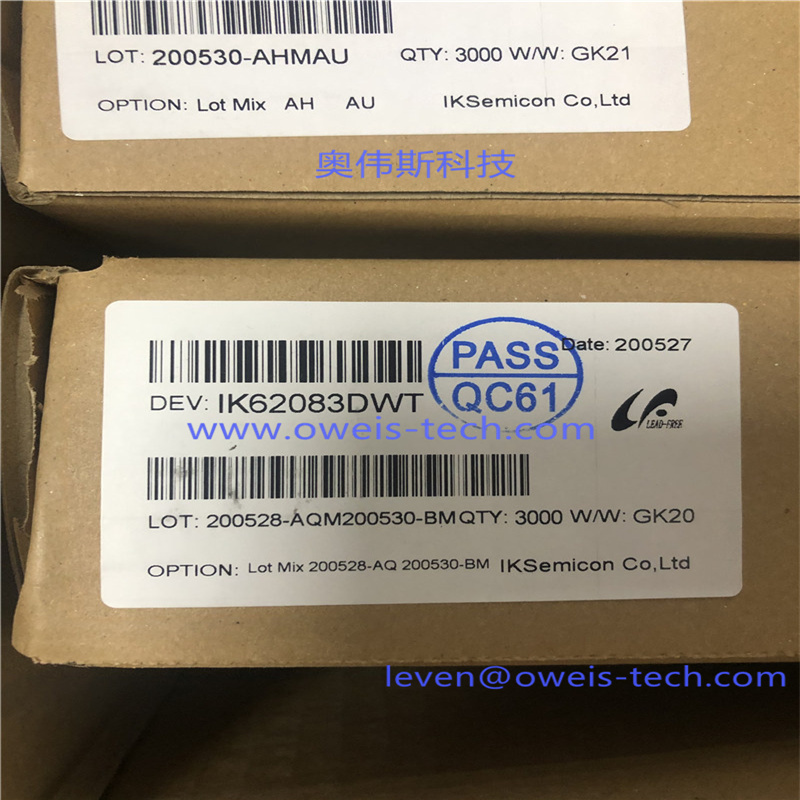 LOT: 200530-AHMAU QTY: 3000 W/W: GK21
OPTION: Lot Mix AH AU IKSemicon Co,Ltd
奥伟斯科技
PASS
QC61
Date: 200527
DEV: IK62083DWT
LEAD-FREE
www.oweis-tech.com
LOT: 200528-AQM200530-BM QTY: 3000 W/W: GK20
OPTION: Lot Mix 200528-AQ 200530-BM IKSemicon Co,Ltd
leven@oweis-tech.com